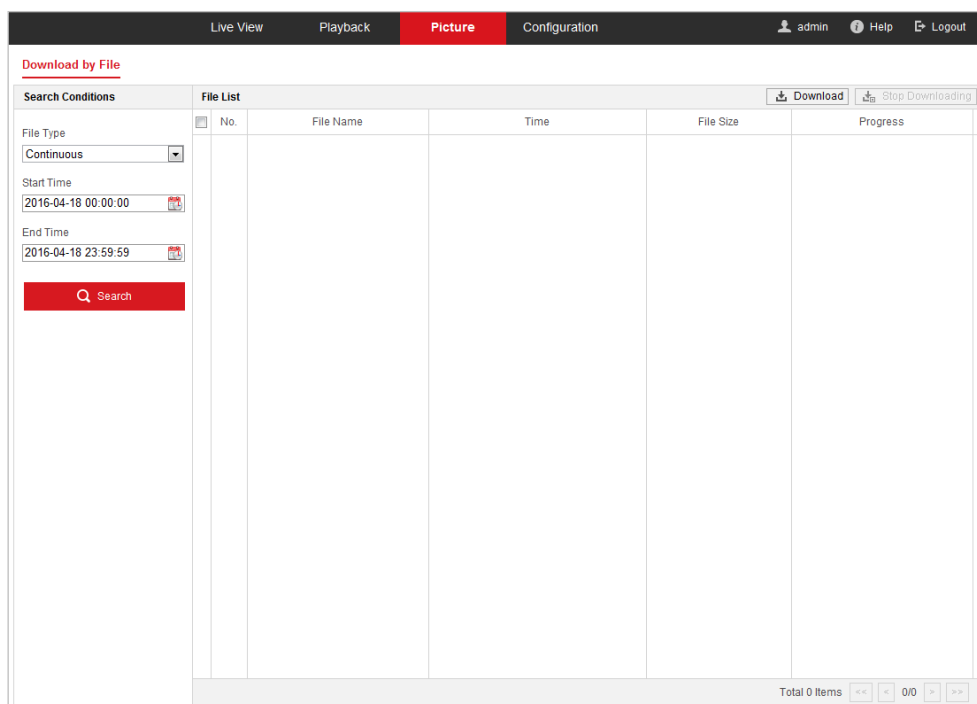 Live View Playback Picture Configuration admin Help Logout
Download by File
Search Conditions
File List Download Stop Downloading
No. File Name Time File Size Progress
File Type
Continuous
Start Time
2016-04-18 00:00:00
End Time
2016-04-18 23:59:59
Search
Total 0 Items << < 0/0 > >>